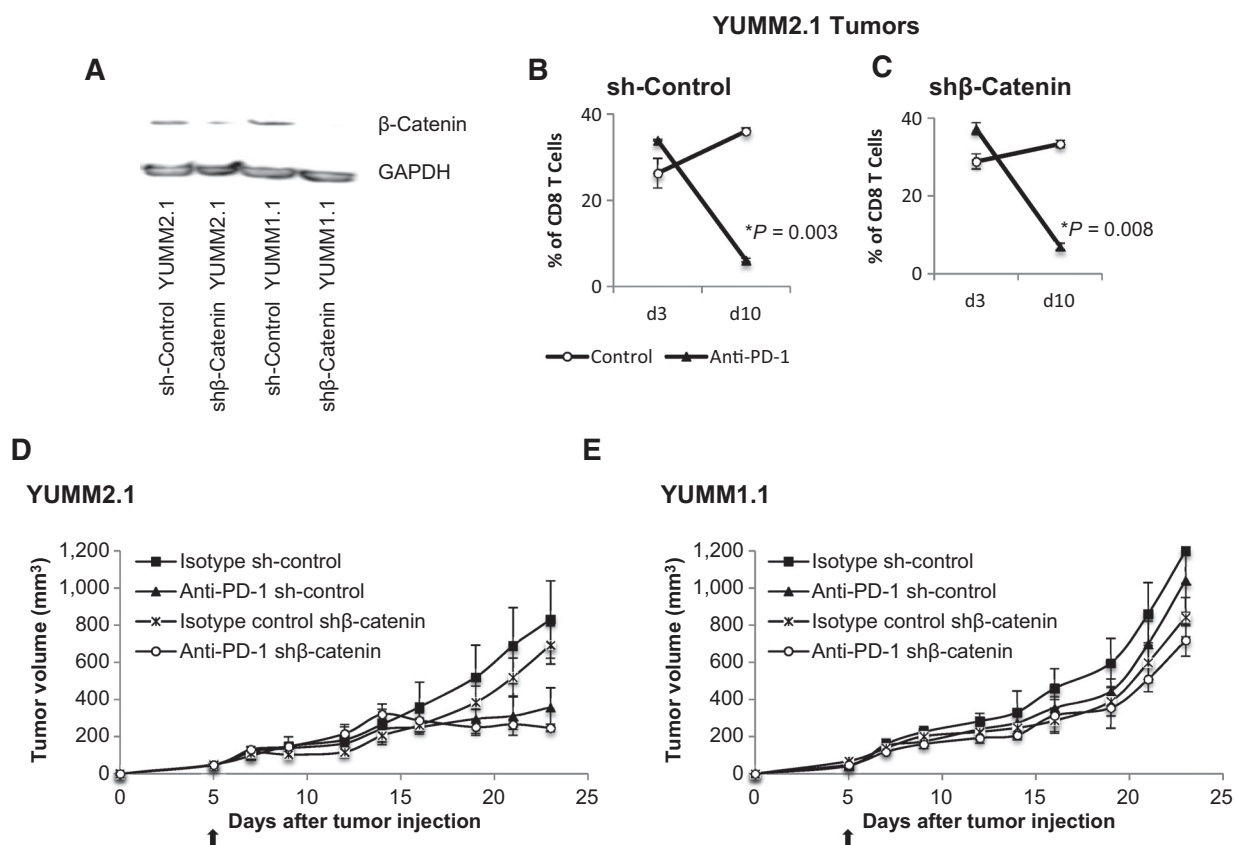 YUMM2.1 Tumors
A
β-Catenin
GAPDH
sh-Control YUMM2.1
shβ-Catenin YUMM2.1
sh-Control YUMM1.1
shβ-Catenin YUMM1.1
B
sh-Control
% of CD8 T Cells
40
20
0
*P = 0.003
d3 d10
C
shβ-Catenin
% of CD8 T Cells
40
20
0
*P = 0.008
d3 d10
Control Anti-PD-1
D
YUMM2.1
Tumor volume (mm³)
1,200
1,000
800
600
400
200
0
Isotype sh-control
Anti-PD-1 sh-control
Isotype control shβ-catenin
Anti-PD-1 shβ-catenin
0 5 10 15 20 25
Days after tumor injection
E
YUMM1.1
Tumor volume (mm³)
1,200
1,000
800
600
400
200
0
Isotype sh-control
Anti-PD-1 sh-control
Isotype control shβ-catenin
Anti-PD-1 shβ-catenin
0 5 10 15 20 25
Days after tumor injection